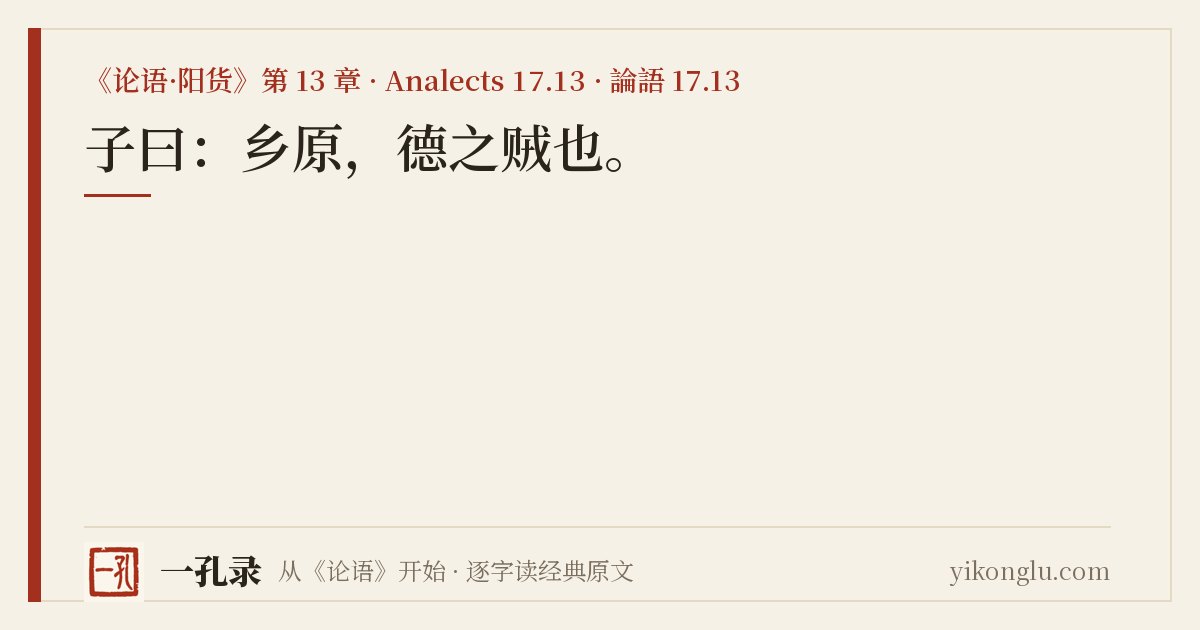 《论语·阳货》第 13 章 · Analects 17.13 · 論語 17.13
子曰：乡原，德之贼也。
一孔
一孔录 从《论语》开始 · 逐字读经典原文 yikonglu.com